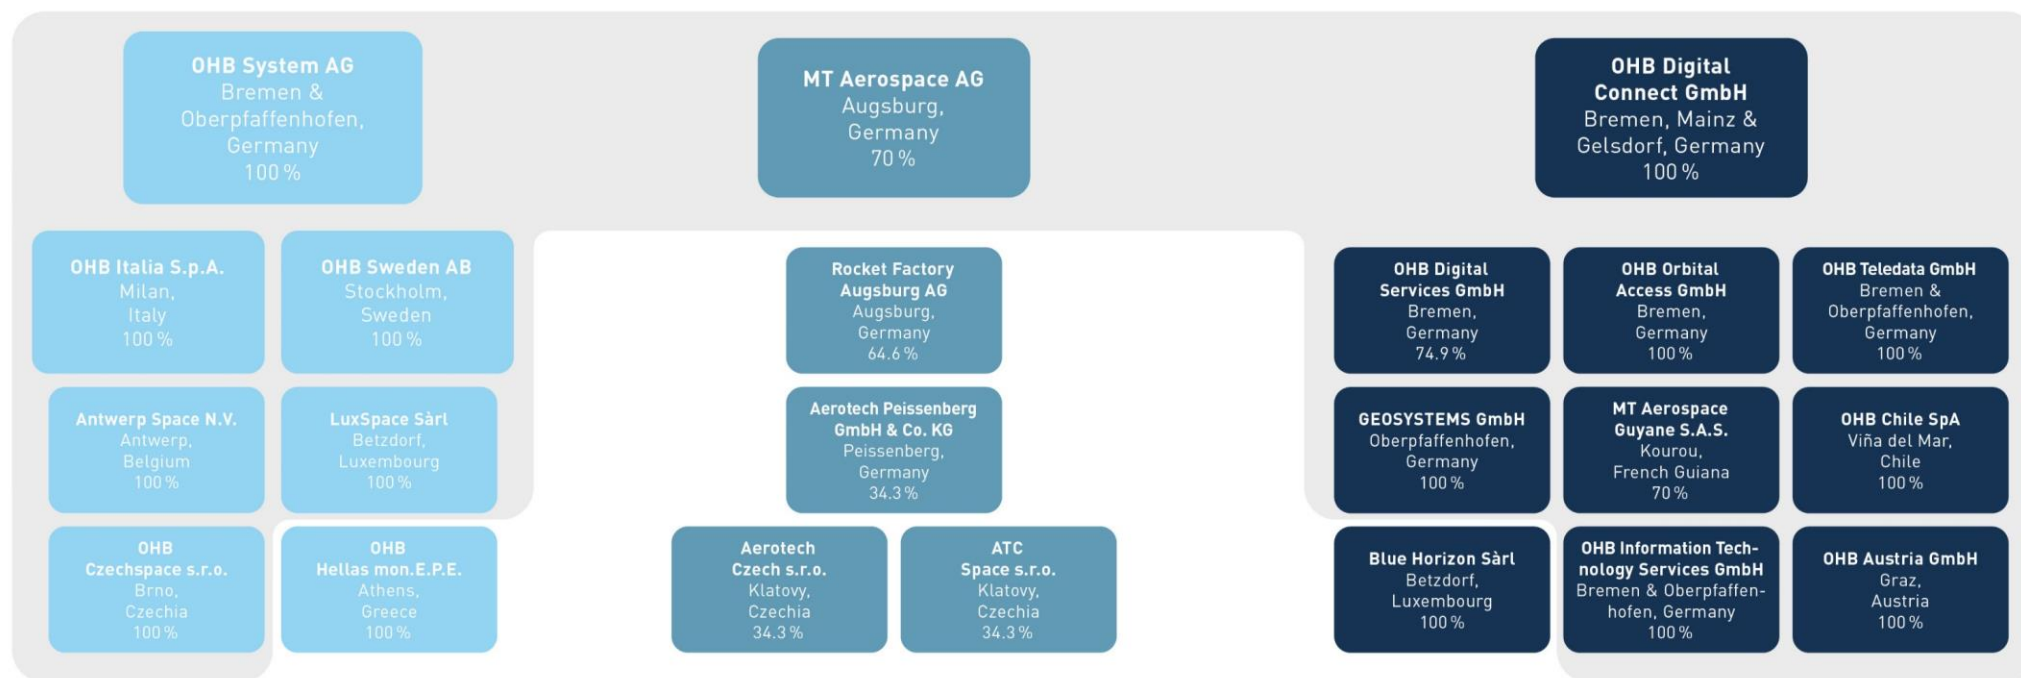 OHB System AG
Bremen &
Oberpfaffenhofen,
Germany
100 %
MT Aerospace AG
Augsburg,
Germany
70 %
OHB Digital
Connect GmbH
Bremen, Mainz &
Gelsdorf, Germany
100 %
OHB Italia S.p.A.
Milan,
Italy
100 %
OHB Sweden AB
Stockholm,
Sweden
100 %
Antwerp Space N.V.
Antwerp,
Belgium
100 %
LuxSpace Sàrl
Betzdorf,
Luxembourg
100 %
OHB
Czechspace s.r.o.
Brno,
Czechia
100 %
OHB
Hellas mon.E.P.E.
Athens,
Greece
100 %
Rocket Factory
Augsburg AG
Augsburg,
Germany
64.6 %
Aerotech Peissenberg
GmbH & Co. KG
Peissenberg,
Germany
34.3 %
Aerotech
Czech s.r.o.
Klatovy,
Czechia
34.3 %
ATC
Space s.r.o.
Klatovy,
Czechia
34.3 %
OHB Digital
Services GmbH
Bremen,
Germany
74.9 %
OHB Orbital
Access GmbH
Bremen,
Germany
100 %
OHB Teledata GmbH
Bremen &
Oberpfaffenhofen,
Germany
100 %
GEOSYSTEMS GmbH
Oberpfaffenhofen,
Germany
100 %
MT Aerospace
Guyane S.A.S.
Kourou,
French Guiana
70 %
OHB Chile SpA
Viña del Mar,
Chile
100 %
Blue Horizon Sàrl
Betzdorf,
Luxembourg
100 %
OHB Information Tech-
nology Services GmbH
Bremen & Oberpfaffen-
hofen, Germany
100 %
OHB Austria GmbH
Graz,
Austria
100 %